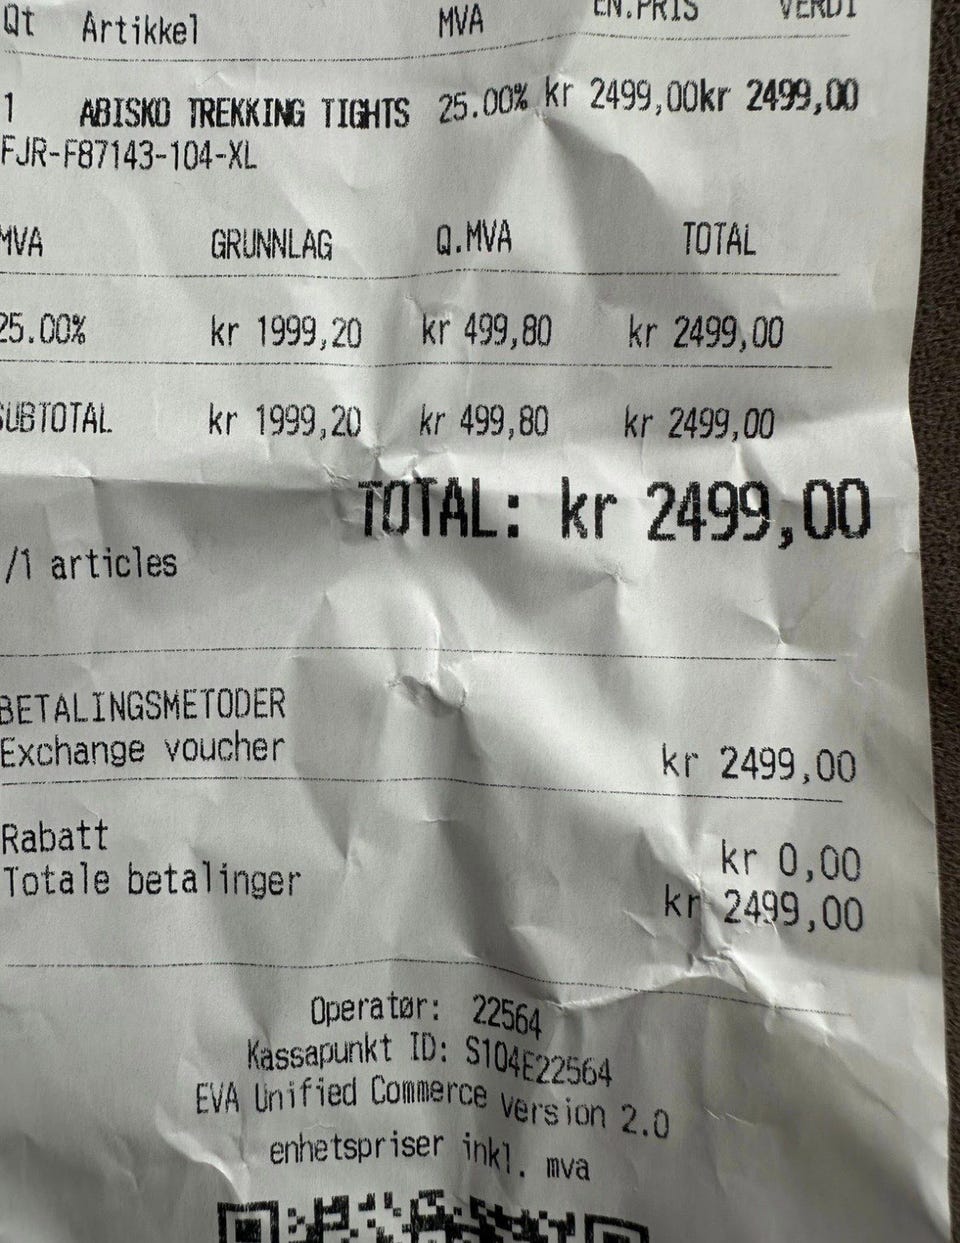 Qt Artikkel MVA EN.PRIS VERDI
1 ABISKO TREKKING TIGHTS 25.00% kr 2499,00kr 2499,00
FJR-F87143-104-XL
MVA GRUNNLAG Q.MVA TOTAL
25.00% kr 1999,20 kr 499,80 kr 2499,00
SUBTOTAL kr 1999,20 kr 499,80 kr 2499,00
TOTAL: kr 2499,00
/1 articles
BETALINGSMETODER
Exchange voucher kr 2499,00
Rabatt kr 0,00
Totale betalinger kr 2499,00
Operatør: 22564
Kassapunkt ID: S104E22564
EVA Unified Commerce version 2.0
enhetspriser inkl. mva